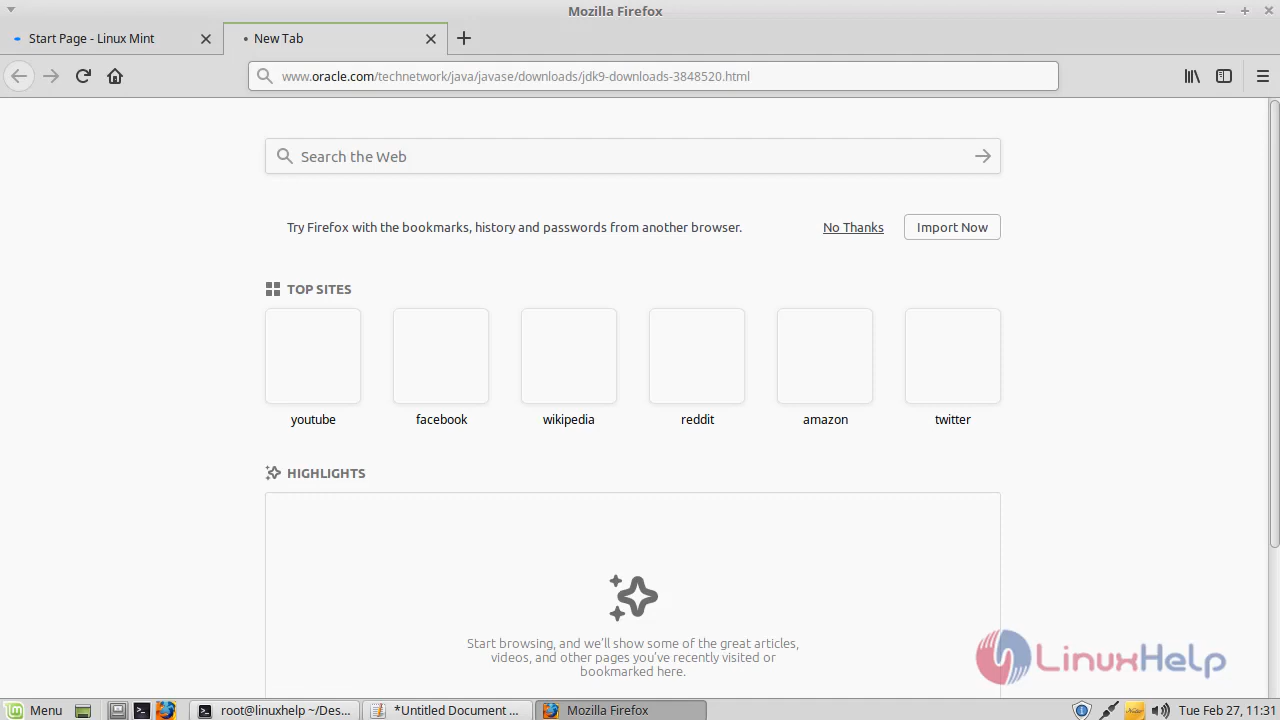 Mozilla Firefox
Start Page - Linux Mint
New Tab
www.oracle.com/technetwork/java/javase/downloads/jdk9-downloads-3848520.html
Search the Web
Try Firefox with the bookmarks, history and passwords from another browser.
No Thanks
Import Now
TOP SITES
youtube
facebook
wikipedia
reddit
amazon
twitter
HIGHLIGHTS
Start browsing, and we'll show some of the great articles,
videos, and other pages you've recently visited or
bookmarked here.
LinuxHelp
Menu
root@linuxhelp ~/Des...
*Untitled Document ...
Mozilla Firefox
Tue Feb 27, 11:31